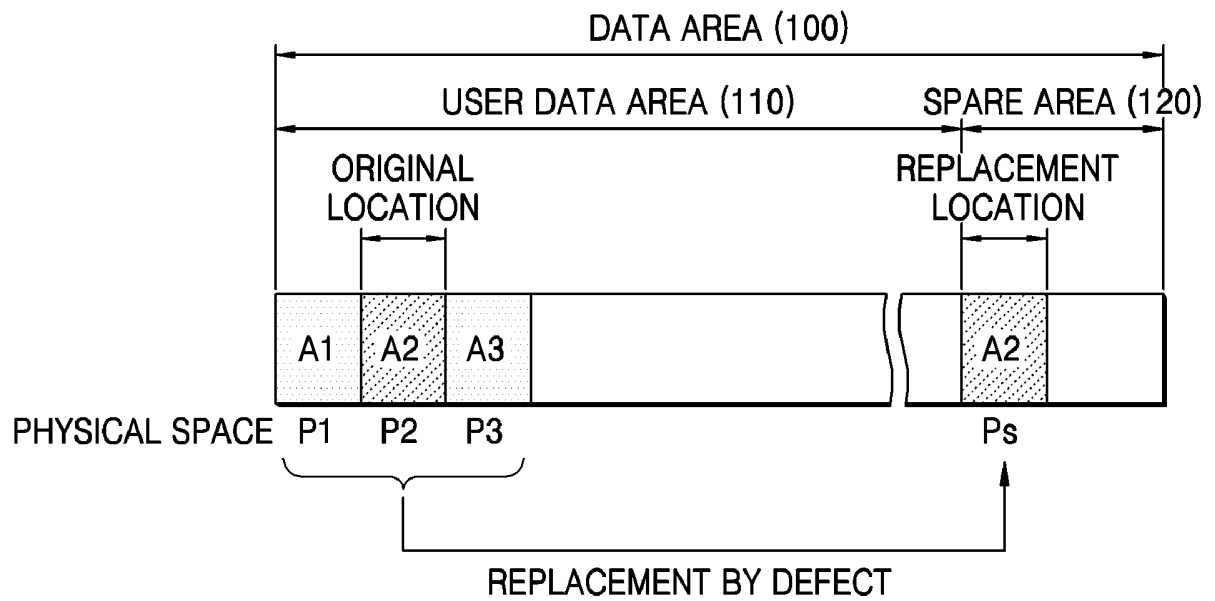 DATA AREA (100)
USER DATA AREA (110) SPARE AREA (120)
ORIGINAL LOCATION
REPLACEMENT LOCATION
A1 A2 A3 A2
PHYSICAL SPACE P1 P2 P3 Ps
REPLACEMENT BY DEFECT